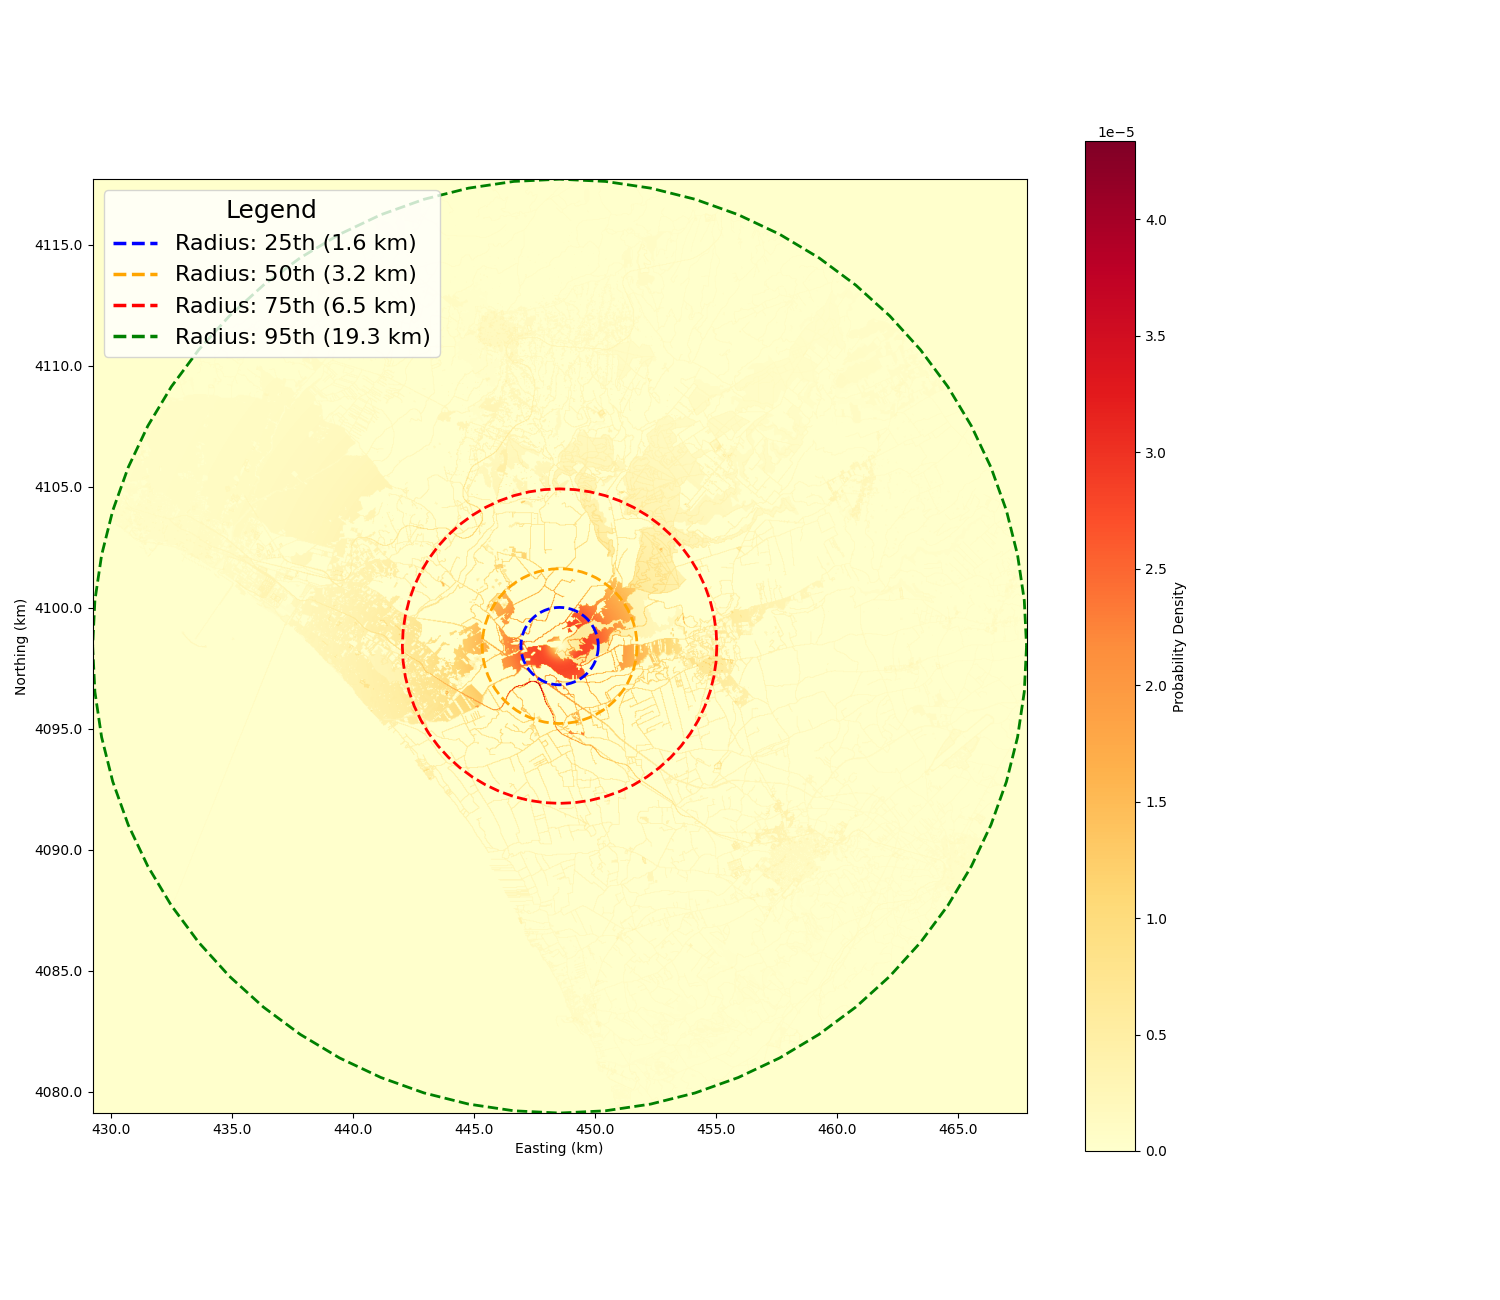 1e−5
Legend
Radius: 25th (1.6 km)
Radius: 50th (3.2 km)
Radius: 75th (6.5 km)
Radius: 95th (19.3 km)
4115.0
4110.0
4105.0
4100.0
4095.0
4090.0
4085.0
4080.0
Northing (km)
430.0 435.0 440.0 445.0 450.0 455.0 460.0 465.0
Easting (km)
4.0
3.5
3.0
2.5
2.0
1.5
1.0
0.5
0.0
Probability Density